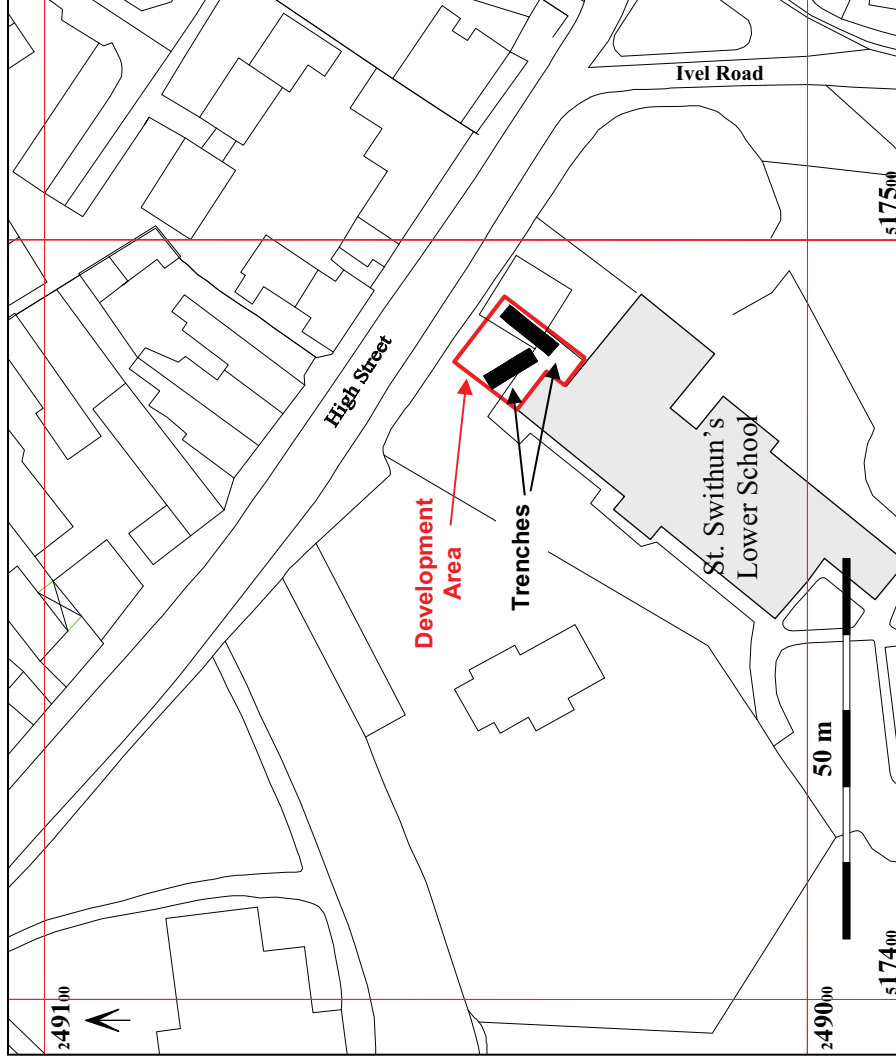 Ivel Road
517500
High Street
Development
Area
Trenches
St. Swithun's
Lower School
50 m
249100
249000
517400